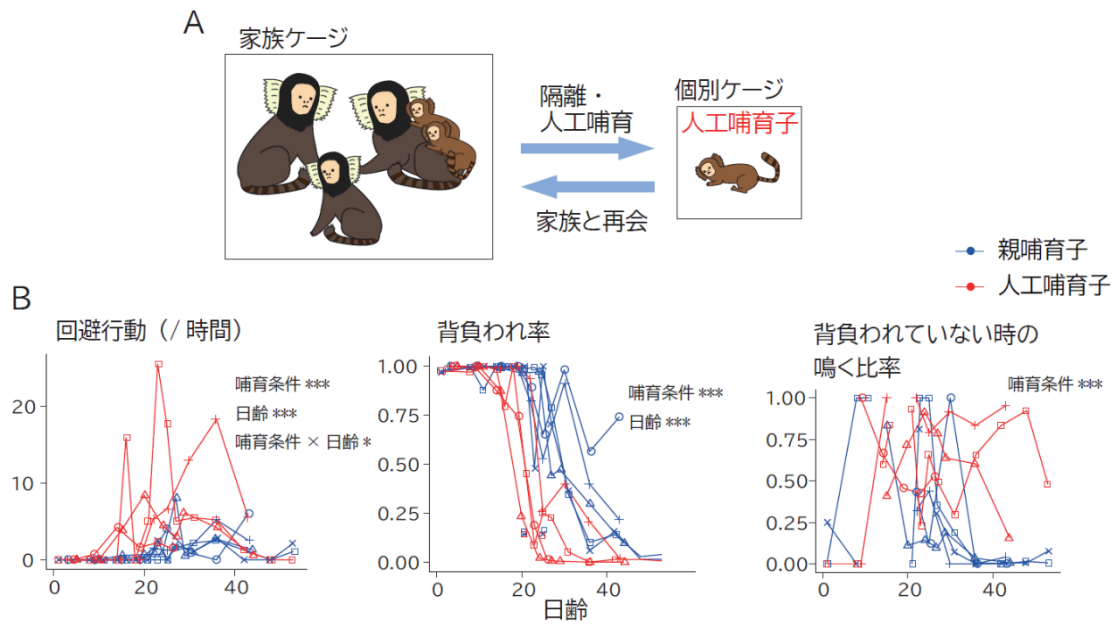 A
家族ケージ
隔離・
人工哺育
家族と再会
個別ケージ
人工哺育子
親哺育子
人工哺育子
B
回避行動（/ 時間）
哺育条件 ***
日齢 ***
哺育条件 × 日齢 *
20
10
0
0
20
40
背負われ率
哺育条件 ***
日齢 ***
1.00
0.75
0.50
0.25
0.00
0
20
40
日齢
背負われていない時の
鳴く比率
哺育条件 ***
1.00
0.75
0.50
0.25
0.00
0
20
40